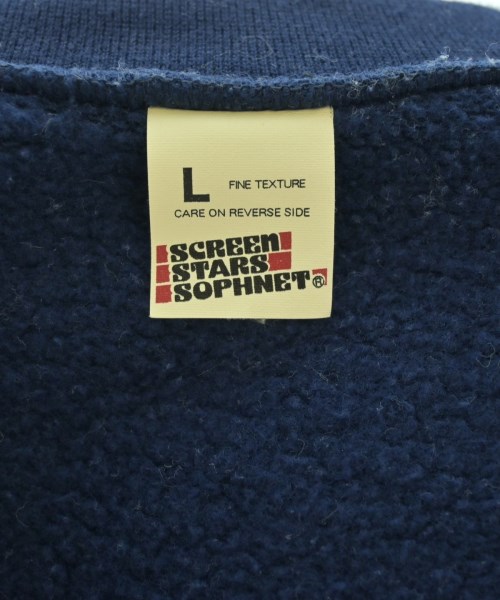 L FINE TEXTURE
CARE ON REVERSE SIDE
SCREEN
STARS
SOPHNET®